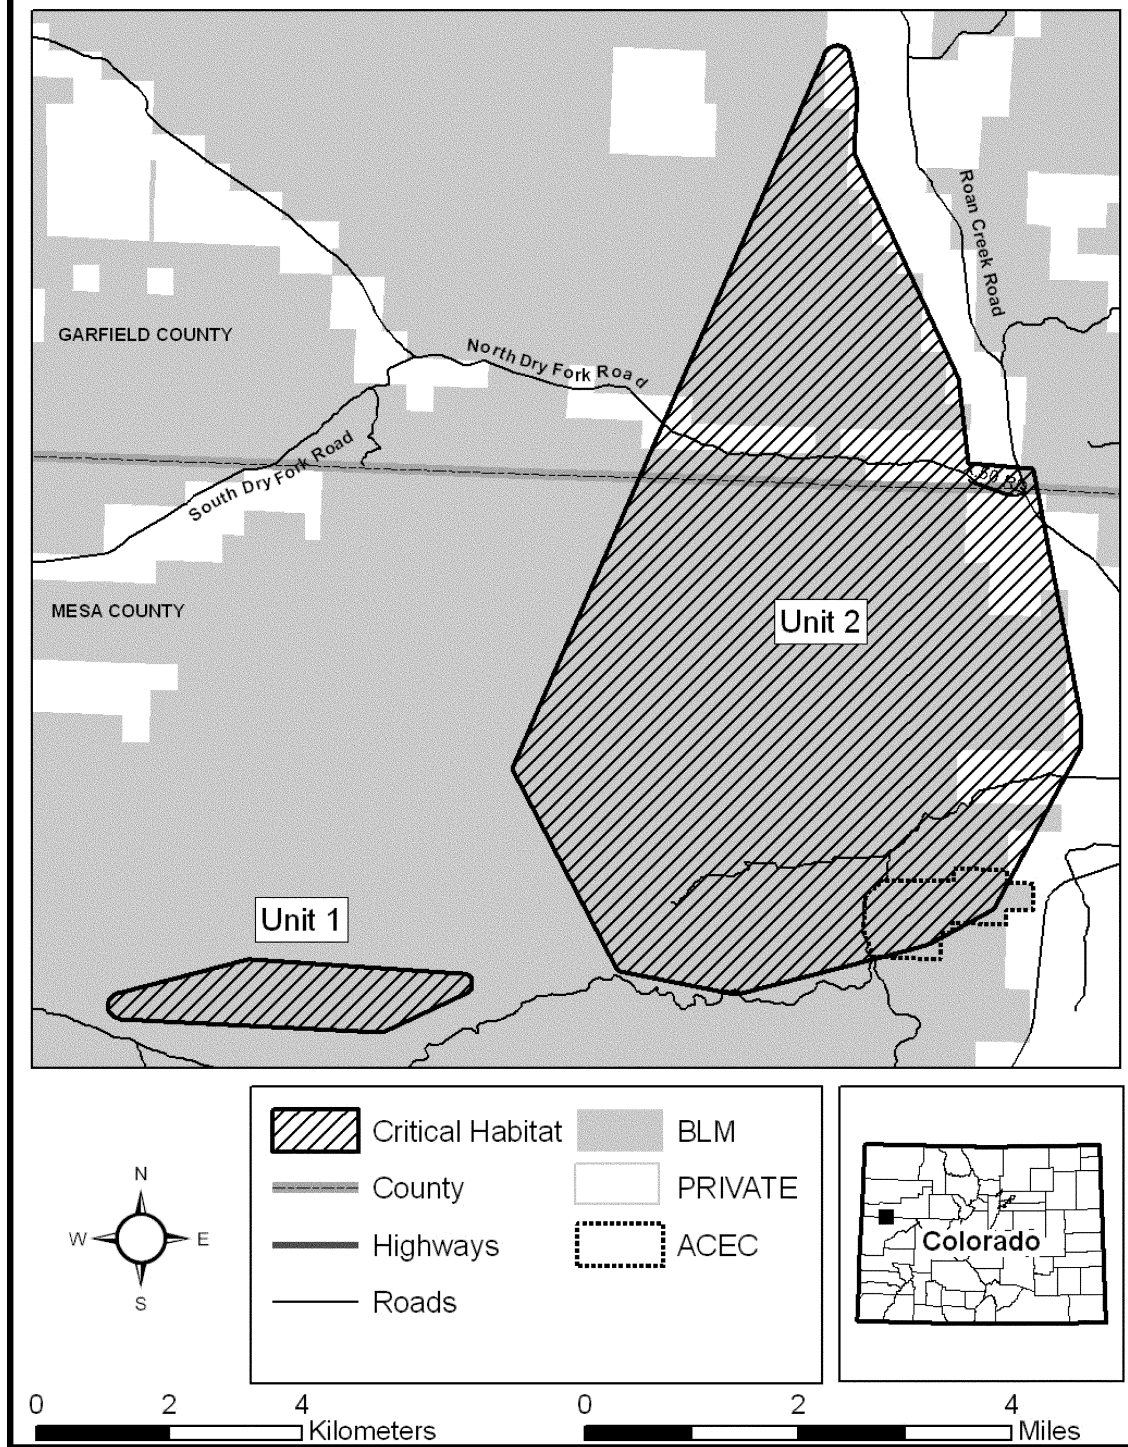 Roan Creek Road
GARFIELD COUNTY
North Dry Fork Road
South Dry Fork Road
MESA COUNTY
Unit 2
Unit 1
Critical Habitat
County
Highways
Roads
BLM
PRIVATE
ACEC
N
W
E
S
Colorado
0 2 4
Kilometers
0 2 4
Miles